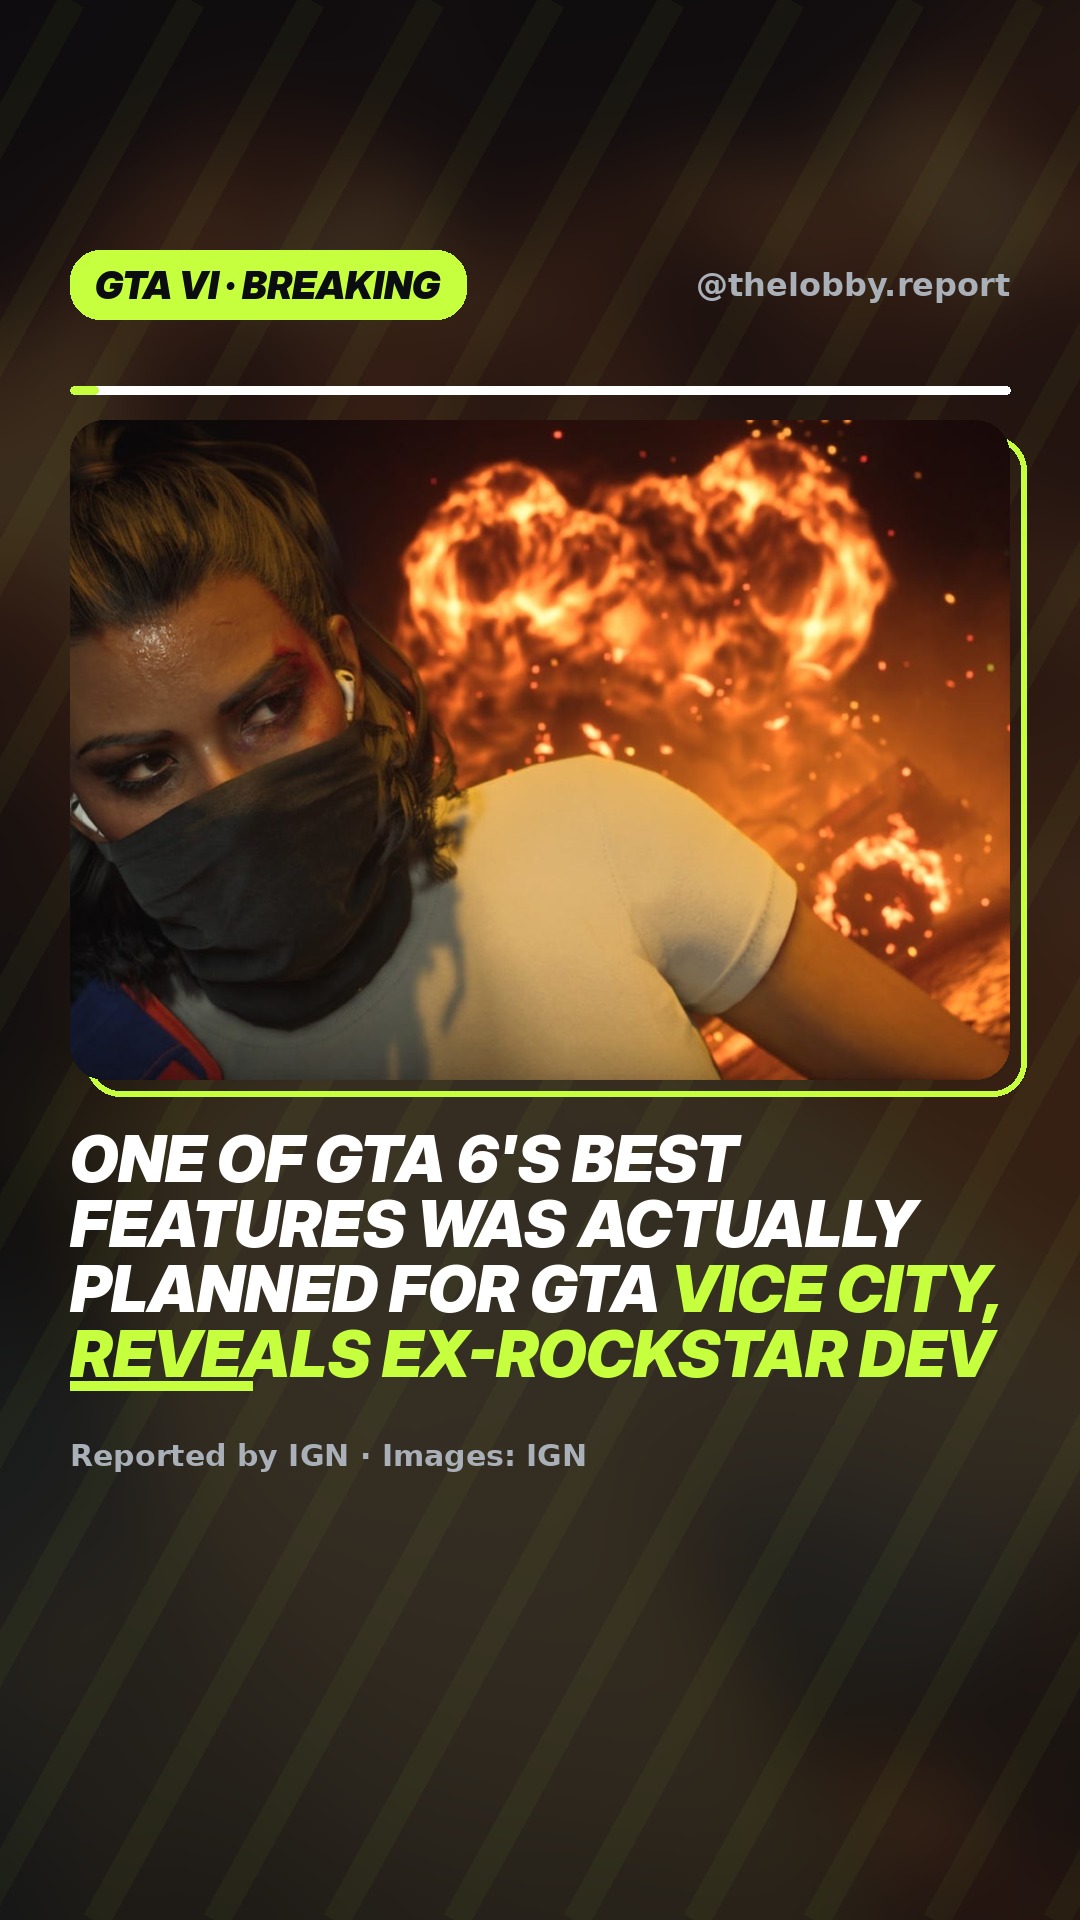 GTA VI · BREAKING
@thelobby.report
ONE OF GTA 6'S BEST
FEATURES WAS ACTUALLY
PLANNED FOR GTA VICE CITY,
REVEALS EX-ROCKSTAR DEV
Reported by IGN · Images: IGN